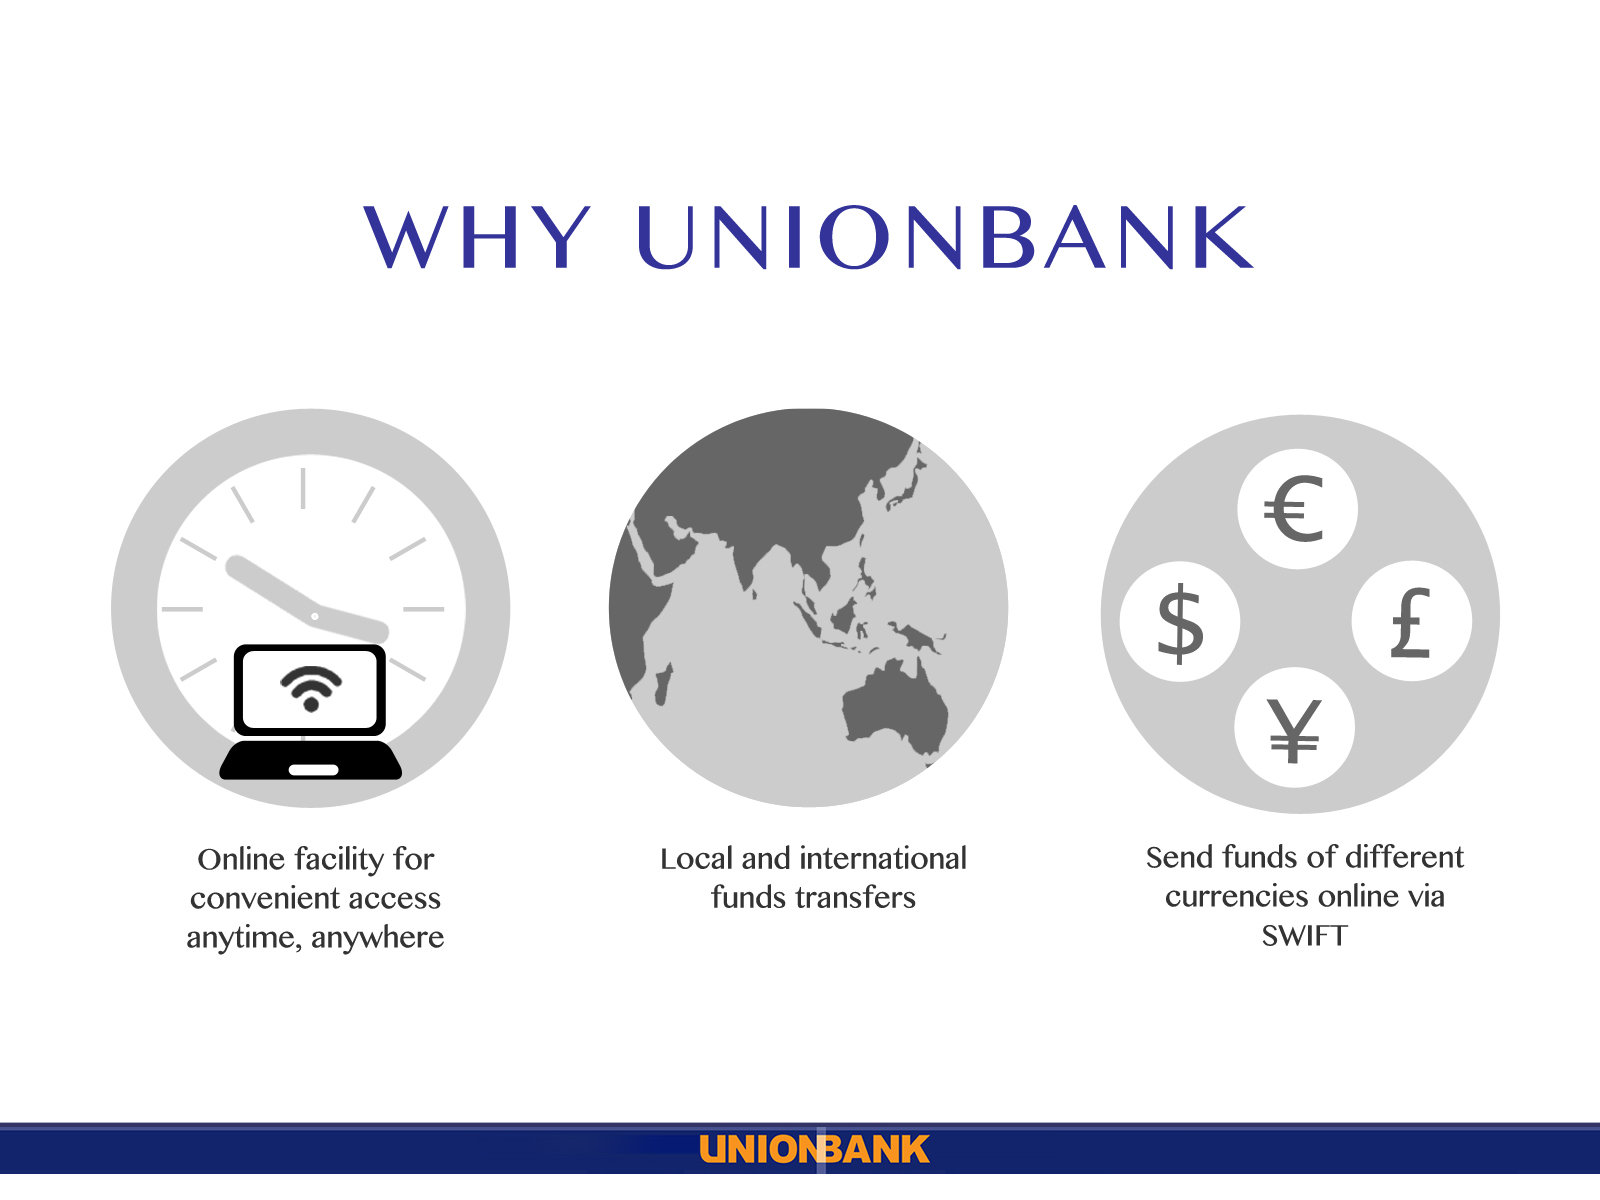 WHY UNIONBANK
€
$
£
¥
Online facility for
convenient access
anytime, anywhere
Local and international
funds transfers
Send funds of different
currencies online via
SWIFT
UNIONBANK